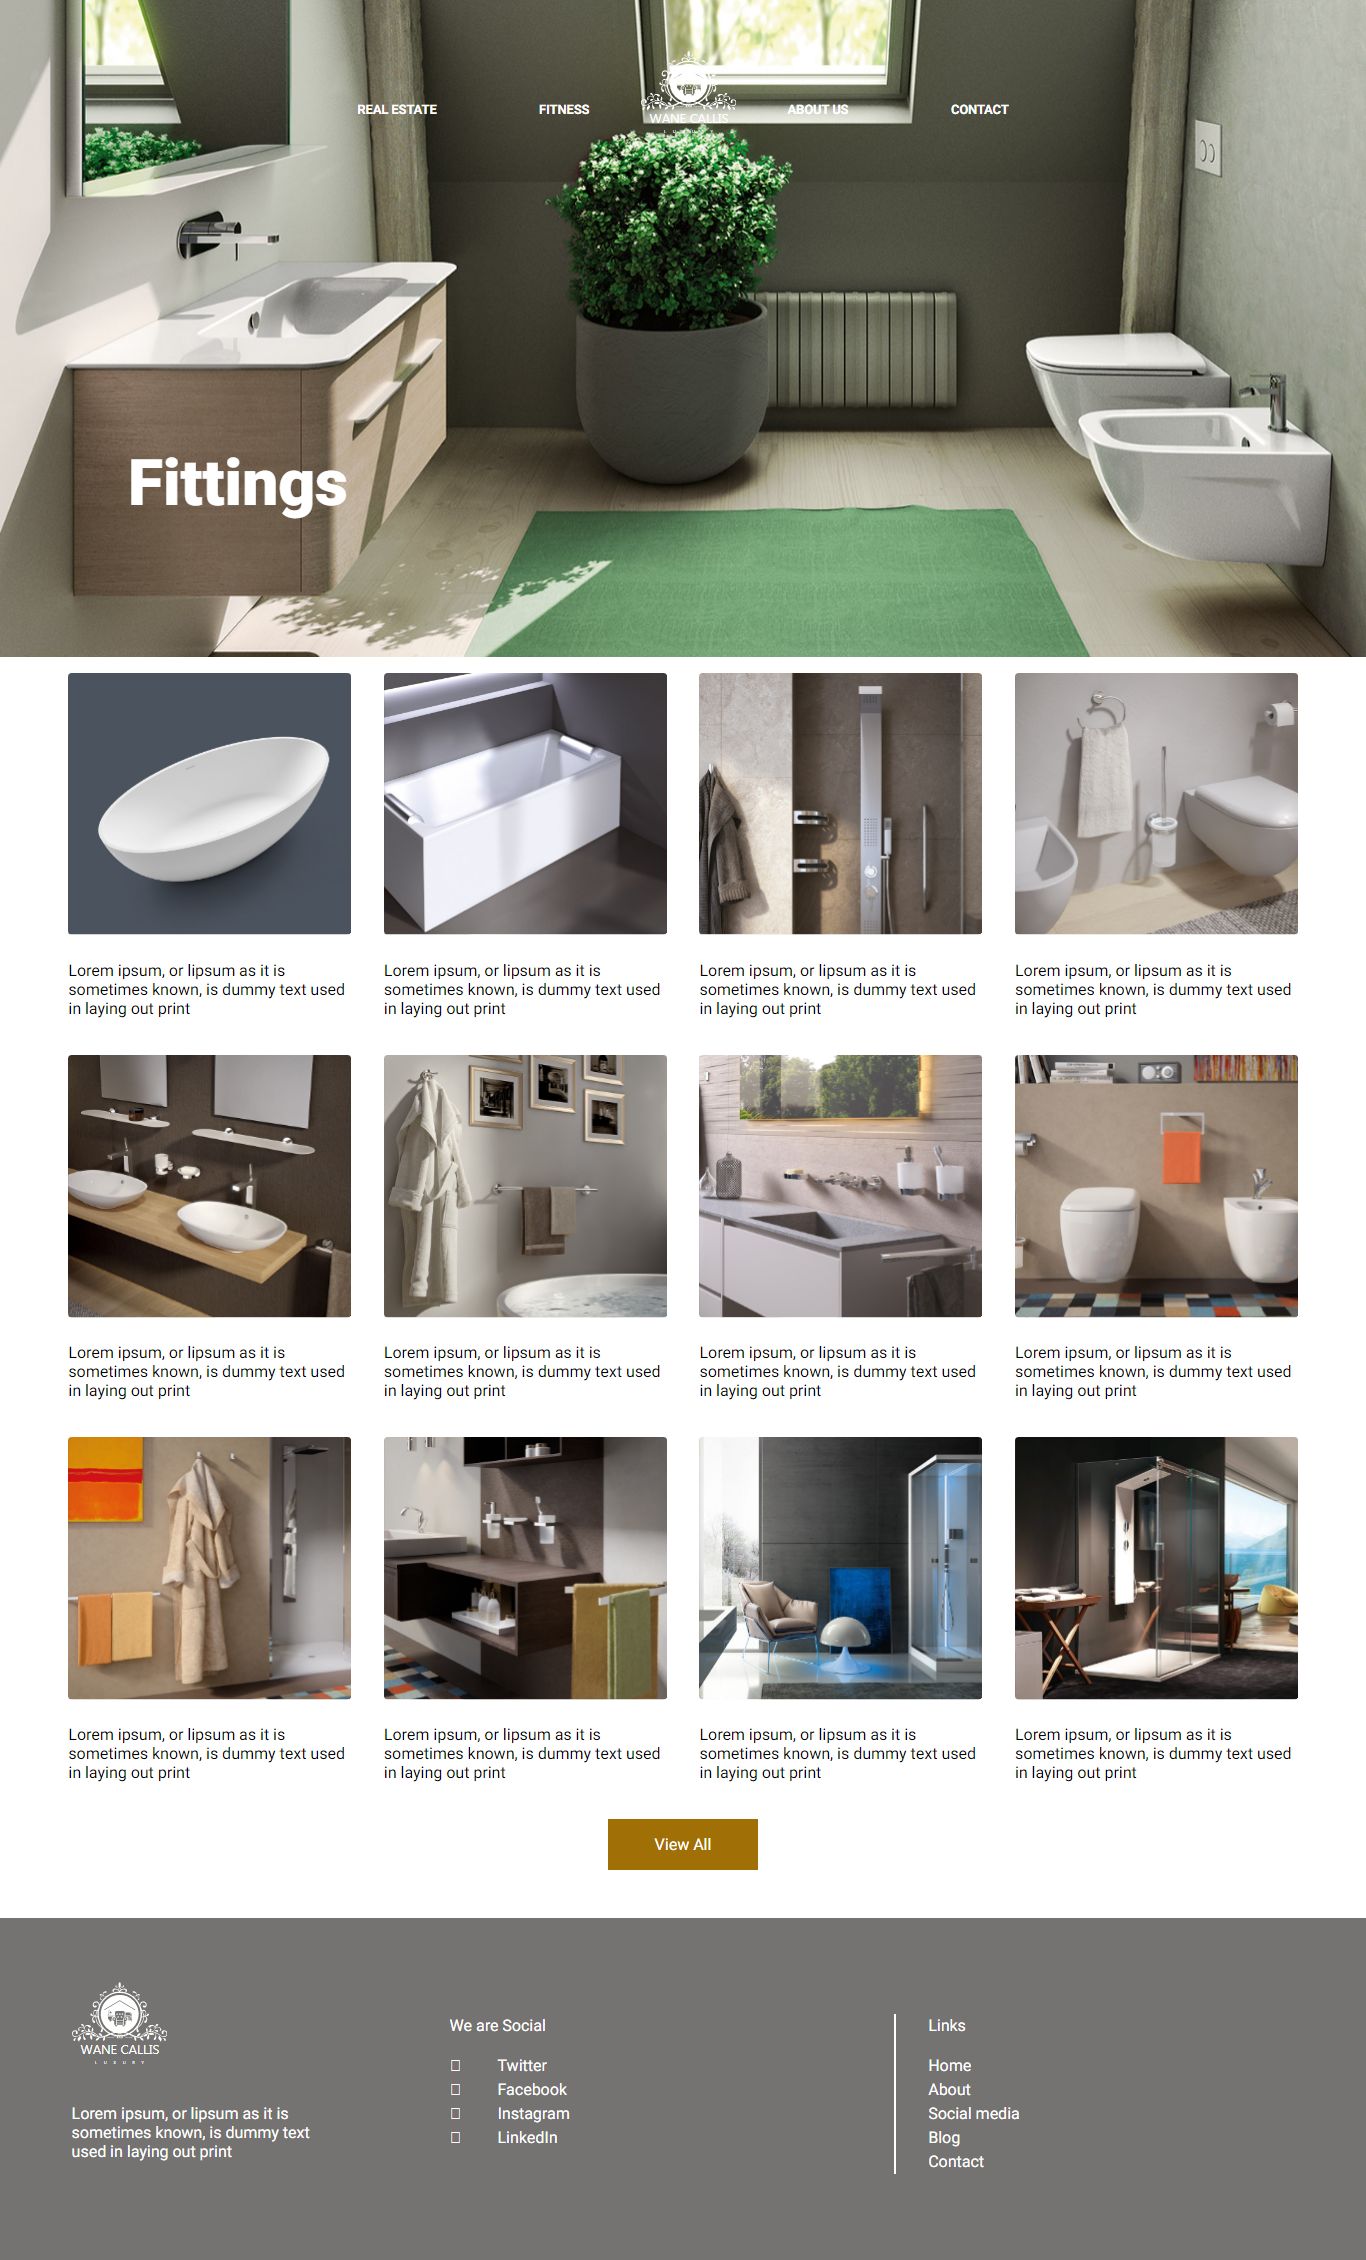 REAL ESTATE
FITNESS
WANE CALLIS
ABOUT US
CONTACT
Fittings
Lorem ipsum, or lipsum as it is
sometimes known, is dummy text used
in laying out print
Lorem ipsum, or lipsum as it is
sometimes known, is dummy text used
in laying out print
Lorem ipsum, or lipsum as it is
sometimes known, is dummy text used
in laying out print
Lorem ipsum, or lipsum as it is
sometimes known, is dummy text used
in laying out print
Lorem ipsum, or lipsum as it is
sometimes known, is dummy text used
in laying out print
Lorem ipsum, or lipsum as it is
sometimes known, is dummy text used
in laying out print
Lorem ipsum, or lipsum as it is
sometimes known, is dummy text used
in laying out print
Lorem ipsum, or lipsum as it is
sometimes known, is dummy text used
in laying out print
Lorem ipsum, or lipsum as it is
sometimes known, is dummy text used
in laying out print
Lorem ipsum, or lipsum as it is
sometimes known, is dummy text used
in laying out print
Lorem ipsum, or lipsum as it is
sometimes known, is dummy text used
in laying out print
Lorem ipsum, or lipsum as it is
sometimes known, is dummy text used
in laying out print
View All
WANE CALLIS
LUXURY
Lorem ipsum, or lipsum as it is
sometimes known, is dummy text
used in laying out print
We are Social
Twitter
Facebook
Instagram
LinkedIn
Links
Home
About
Social media
Blog
Contact